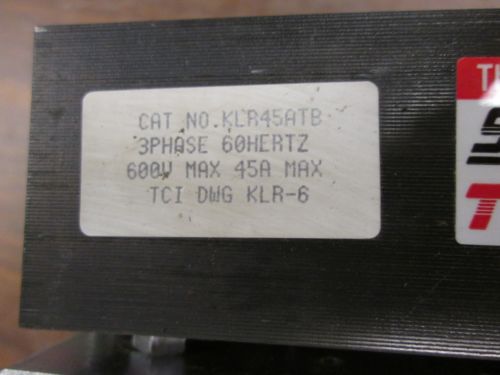 CAT NO.KLR45ATB
3PHASE 60HERTZ
600V MAX 45A MAX
TCI DWG KLR-6